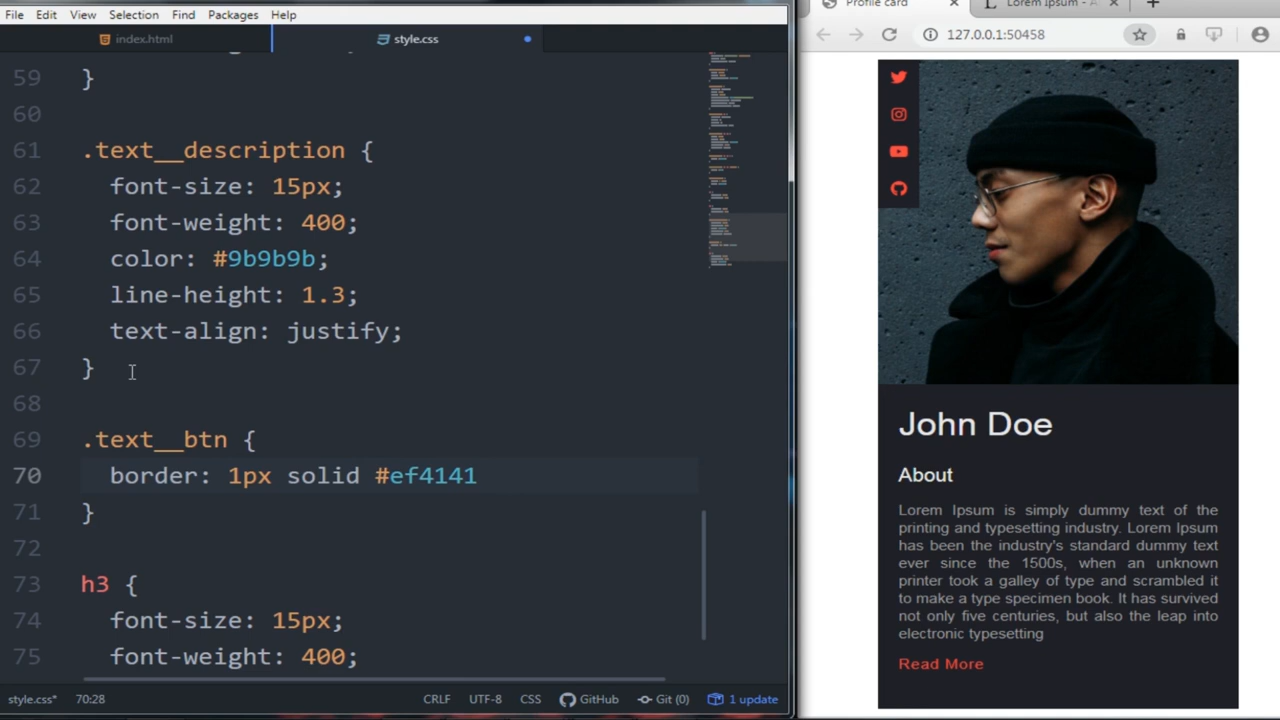 File Edit View Selection Find Packages Help
index.html
style.css
59 }
60
61 .text__description {
62 font-size: 15px;
63 font-weight: 400;
64 color: #9b9b9b;
65 line-height: 1.3;
66 text-align: justify;
67 }
68
69 .text__btn {
70 border: 1px solid #ef4141
71 }
72
73 h3 {
74 font-size: 15px;
75 font-weight: 400;
style.css* 70:28 CRLF UTF-8 CSS GitHub Git (0) 1 update
Profile card
Lorem Ipsum - A
127.0.0.1:50458
John Doe
About
Lorem Ipsum is simply dummy text of the
printing and typesetting industry. Lorem Ipsum
has been the industry's standard dummy text
ever since the 1500s, when an unknown
printer took a galley of type and scrambled it
to make a type specimen book. It has survived
not only five centuries, but also the leap into
electronic typesetting
Read More